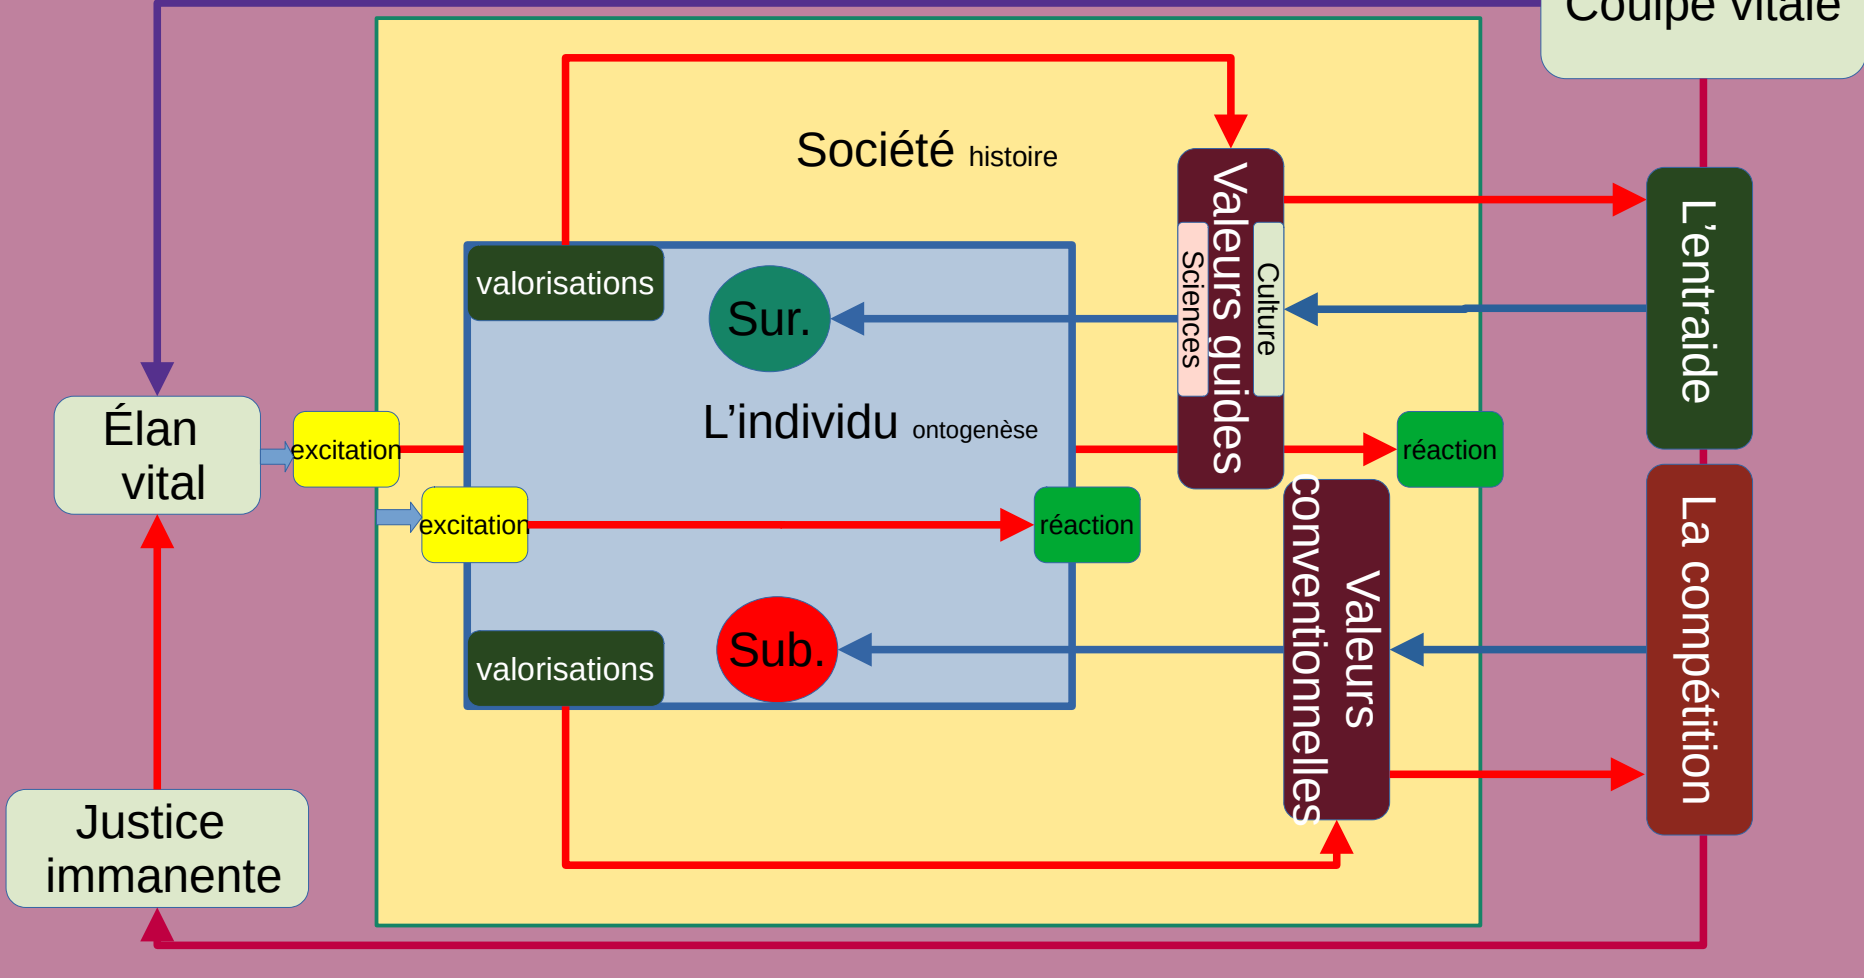 Coulpe vitale
Société histoire
Valeurs guides
Sciences
Culture
L'entraide
valorisations
Sur.
L'individu ontogenèse
Élan
vital
excitation
réaction
excitation
réaction
Valeurs
conventionnelles
La compétition
valorisations
Sub.
Justice
immanente